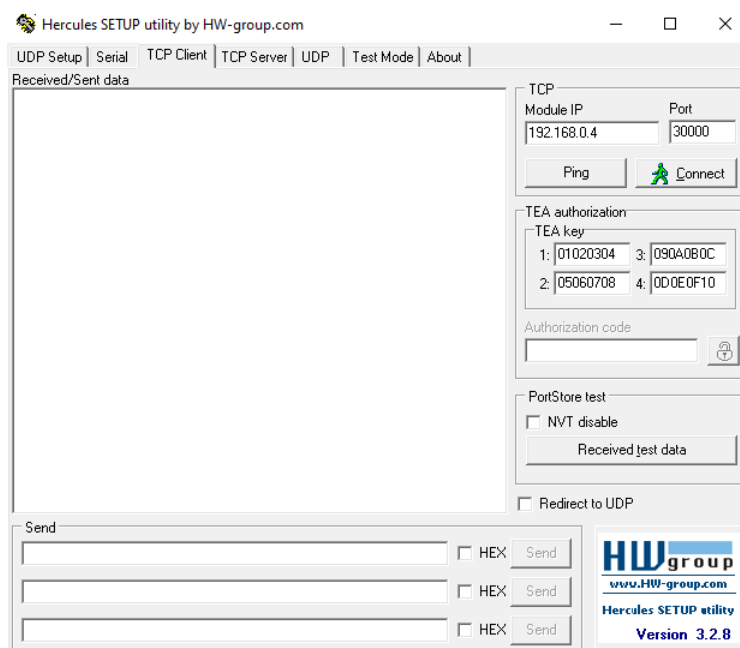 Hercules SETUP utility by HW-group.com
UDP Setup Serial TCP Client TCP Server UDP Test Mode About
Received/Sent data
TCP
Module IP Port
192.168.0.4 30000
Ping Connect
TEA authorization
TEA key
1: 01020304 3: 090A0B0C
2: 05060708 4: 0D0E0F10
Authorization code
PortStore test
NVT disable
Received test data
Redirect to UDP
Send
HEX Send
HEX Send
HEX Send
HW group
www.HW-group.com
Hercules SETUP utility
Version 3.2.8